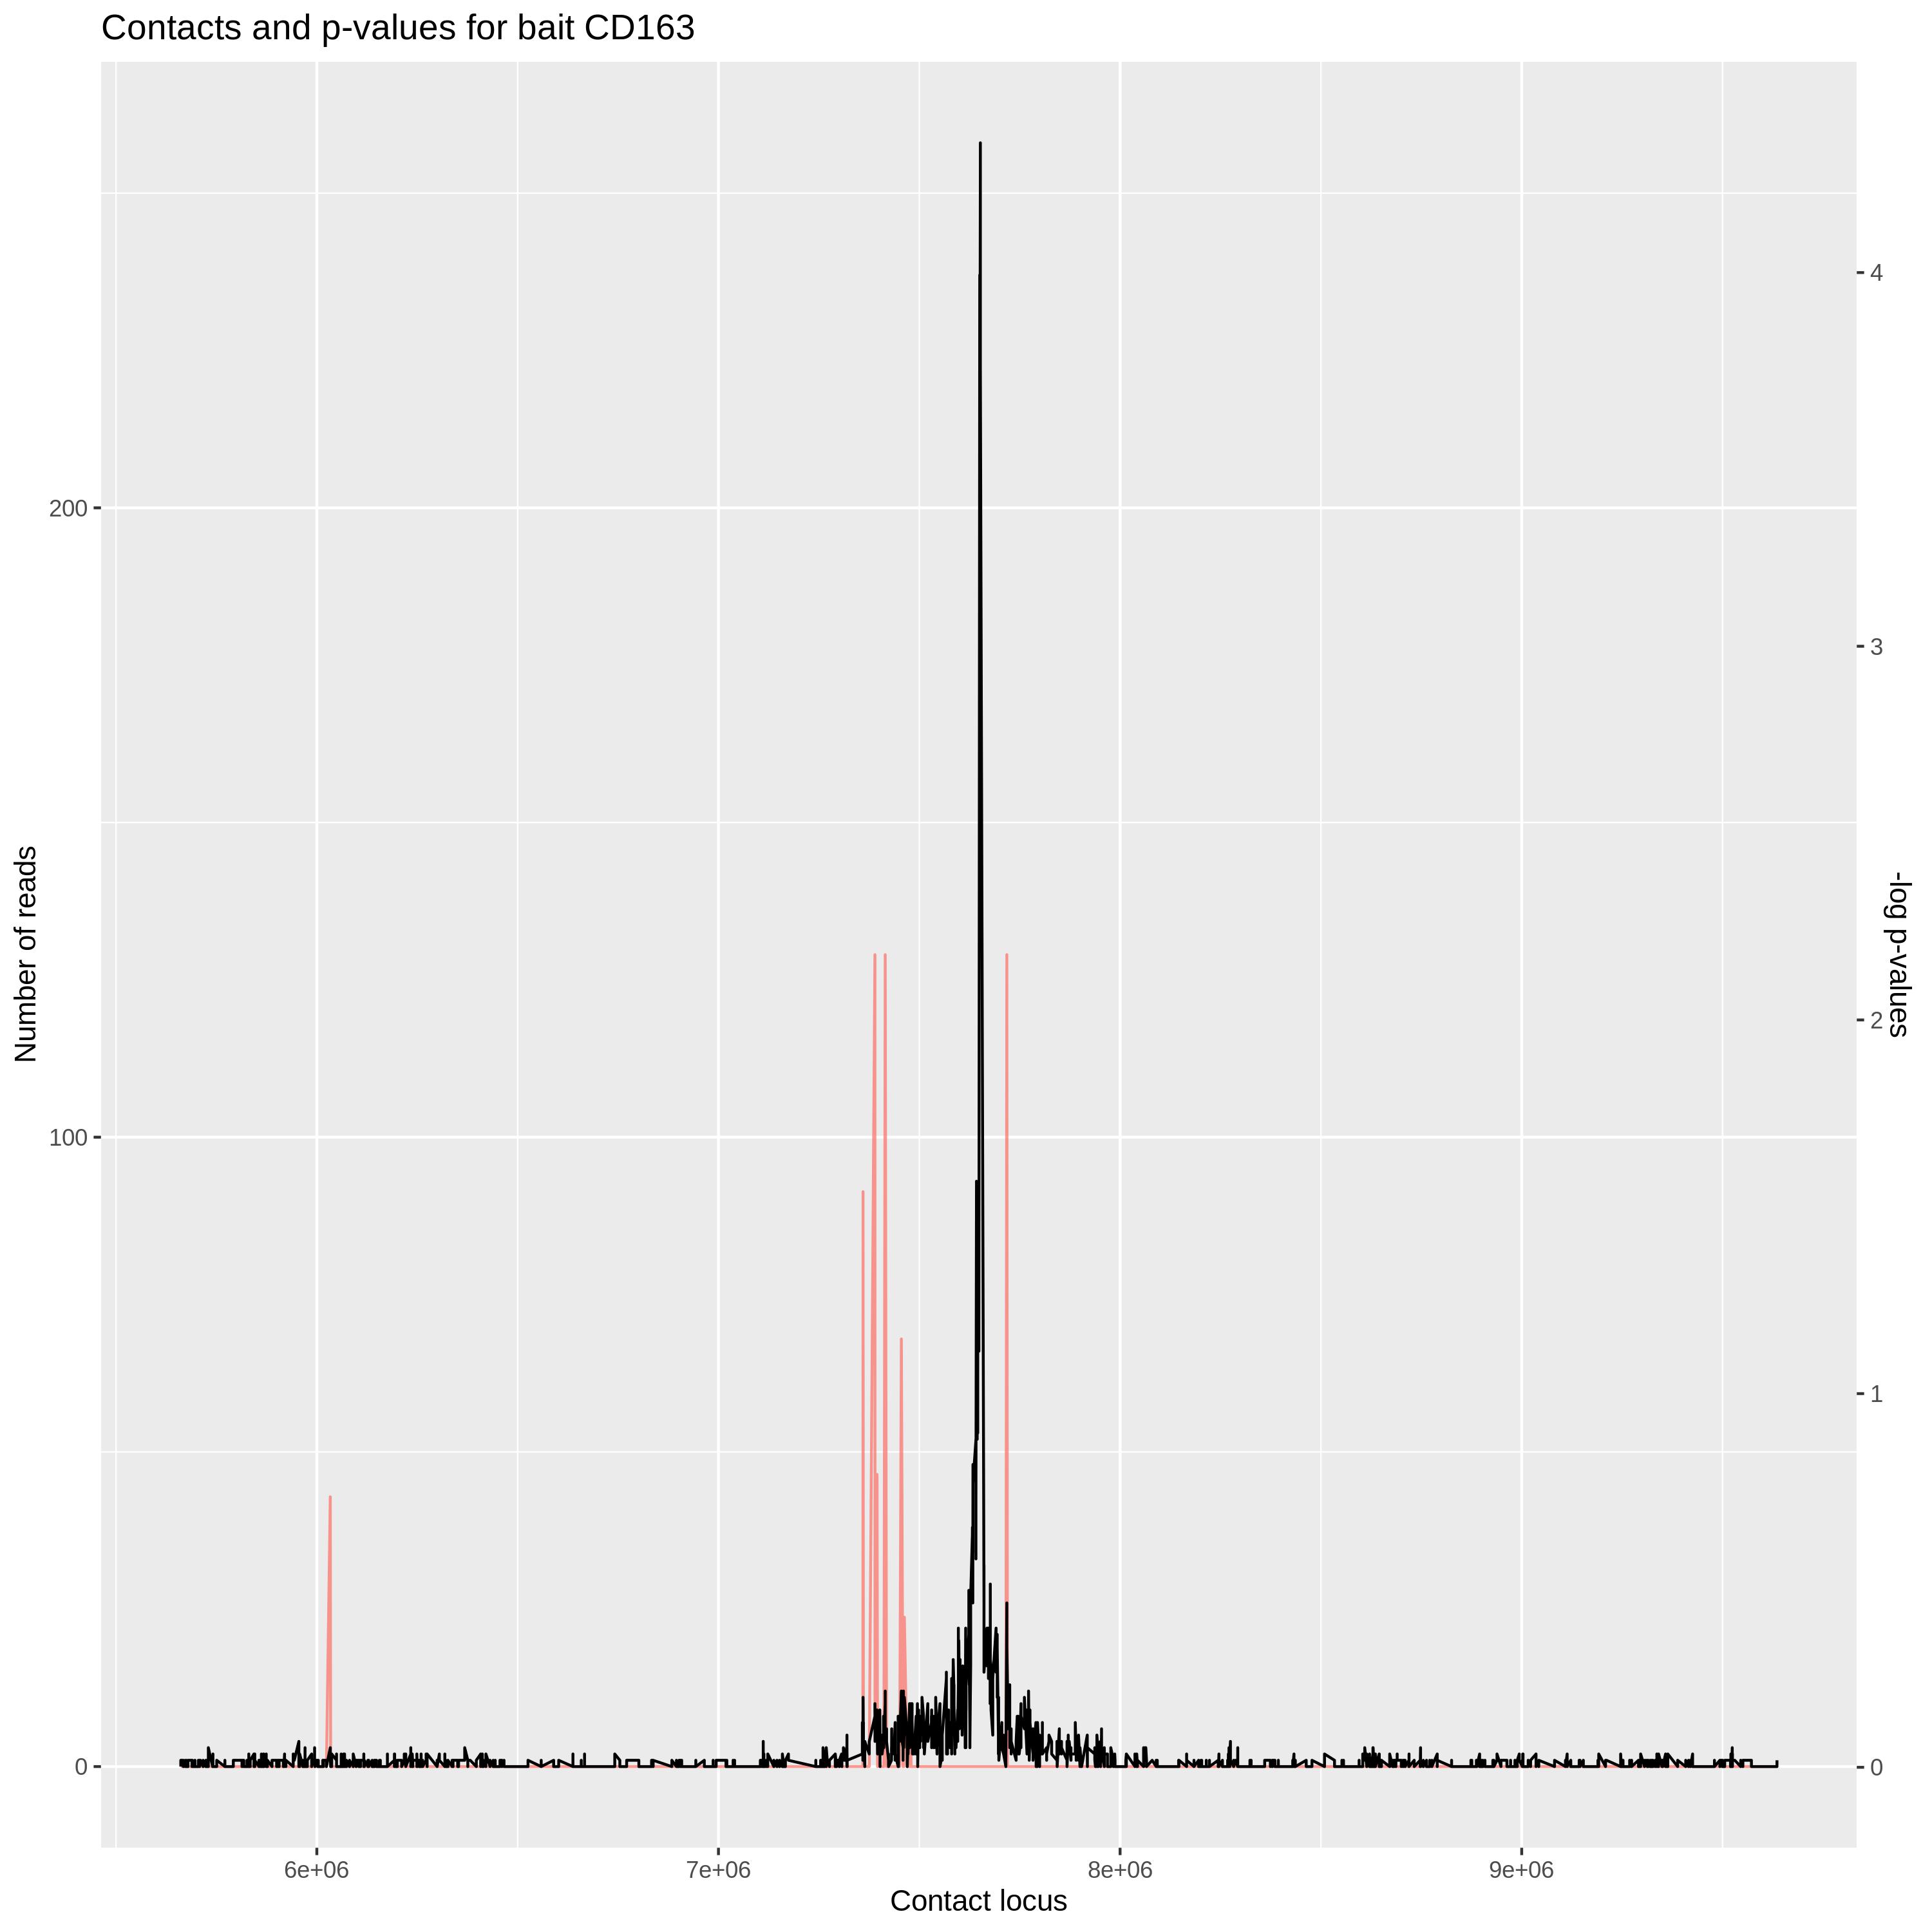 Contacts and p-values for bait CD163
Number of reads
200
100
0
4
3
2
1
0
-log p-values
6e+06
7e+06
8e+06
9e+06
Contact locus